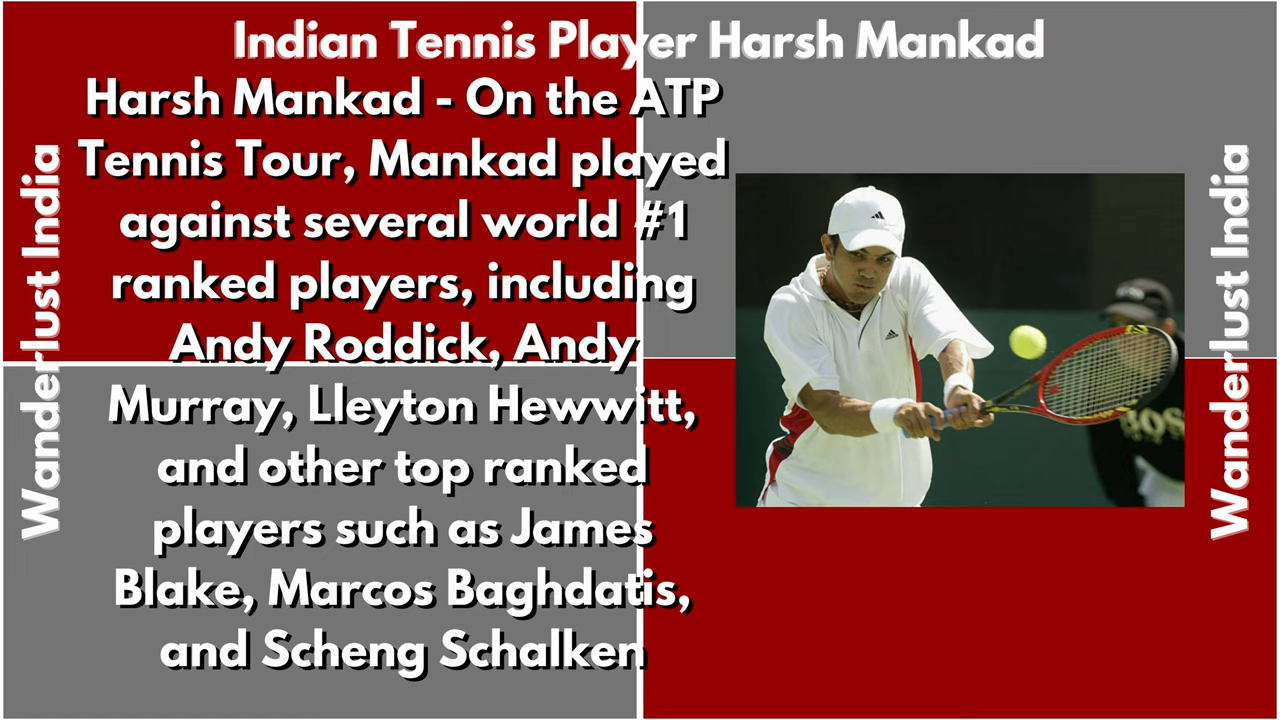 Indian Tennis Player Harsh Mankad
Harsh Mankad - On the ATP
Tennis Tour, Mankad played
against several world #1
ranked players, including
Andy Roddick, Andy
Murray, Lleyton Hewwitt,
and other top ranked
players such as James
Blake, Marcos Baghdatis,
and Scheng Schalken
Wanderlust India
Wanderlust India
BOSS